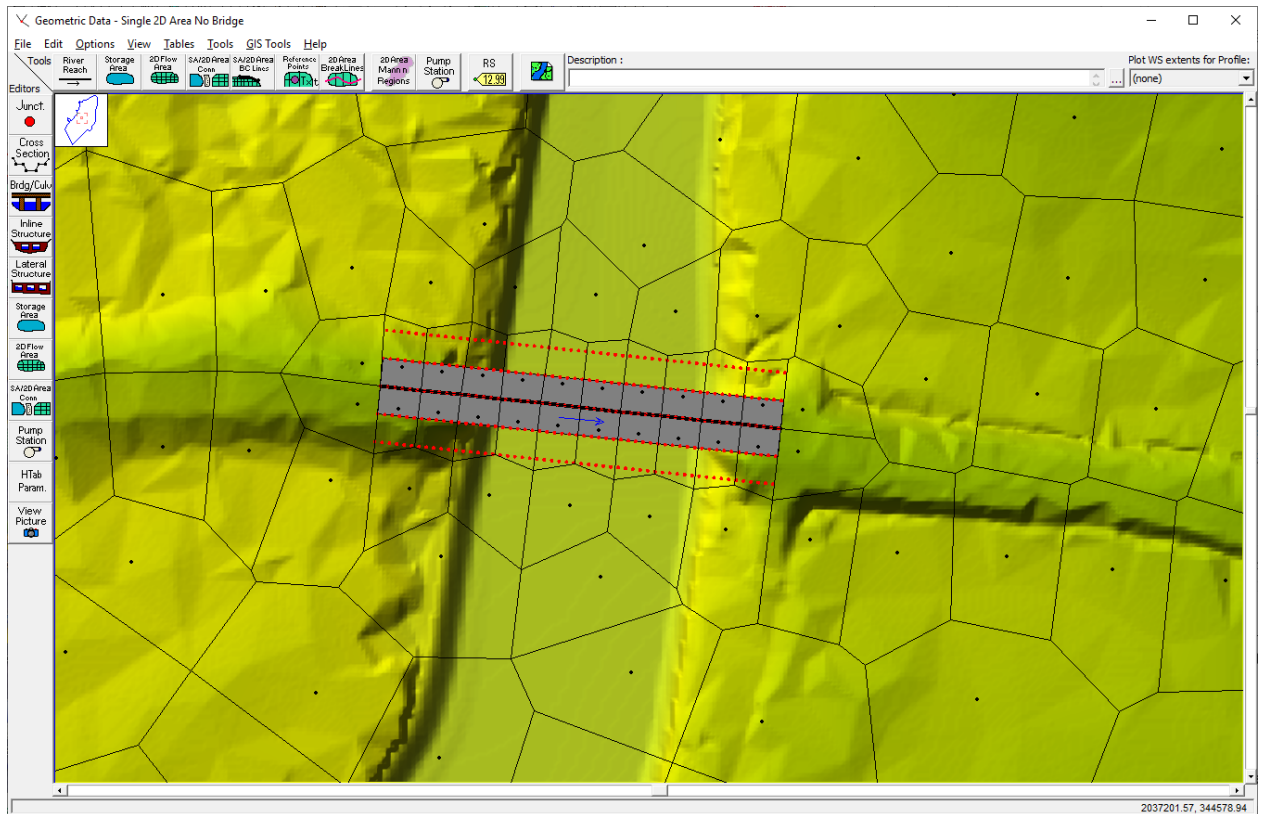 Geometric Data - Single 2D Area No Bridge
File Edit Options View Tables Tools GIS Tools Help
Tools
Editors
River
Reach
Storage
Area
2D Flow
Area
SA/2D Area
Conn
SA/2D Area
BC Lines
Reference
Points
2D Area
BreakLines
2D Area
Mann n
Regions
Pump
Station
RS
12.99
Description :
...
Plot WS extents for Profile:
(none)
Junct.
Cross
Section
Brdg/Culv
Inline
Structure
Lateral
Structure
Storage
Area
2D Flow
Area
SA/2D Area
Conn
Pump
Station
HTab
Param.
View
Picture
2037201.57, 344578.94